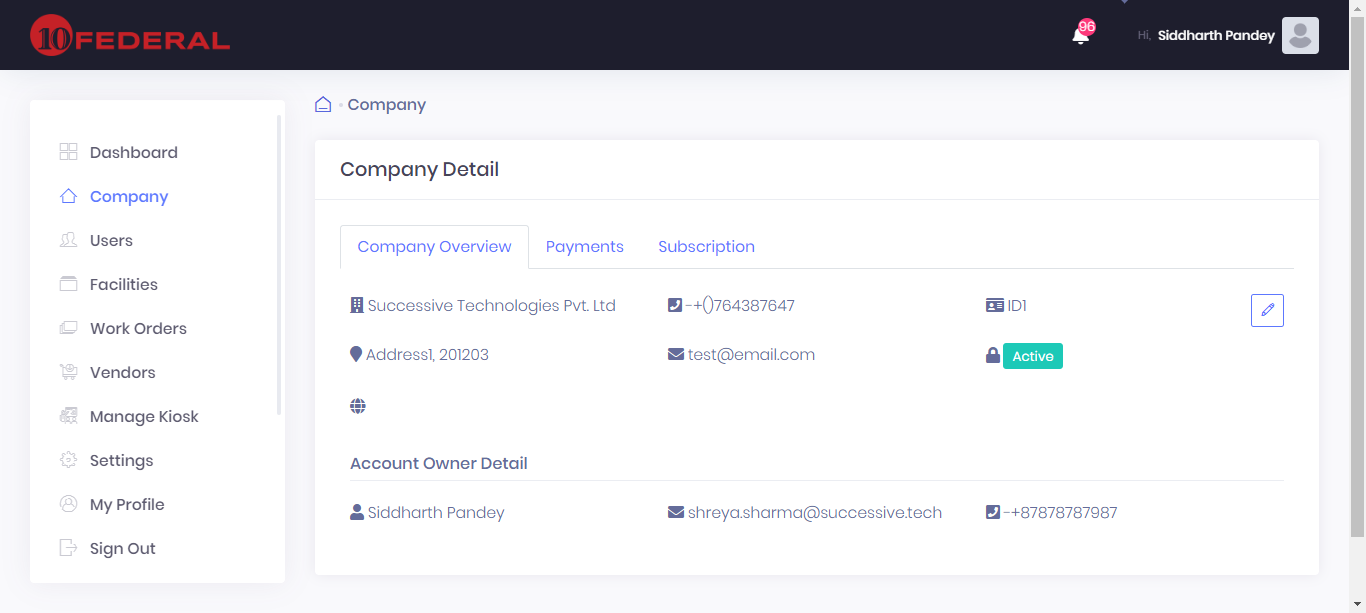 10 FEDERAL
96
Hi, Siddharth Pandey
Dashboard
Company
Users
Facilities
Work Orders
Vendors
Manage Kiosk
Settings
My Profile
Sign Out
Company
Company Detail
Company Overview Payments Subscription
Successive Technologies Pvt. Ltd -+()764387647 ID1
Address1, 201203 test@email.com Active
Account Owner Detail
Siddharth Pandey shreya.sharma@successive.tech -+87878787987